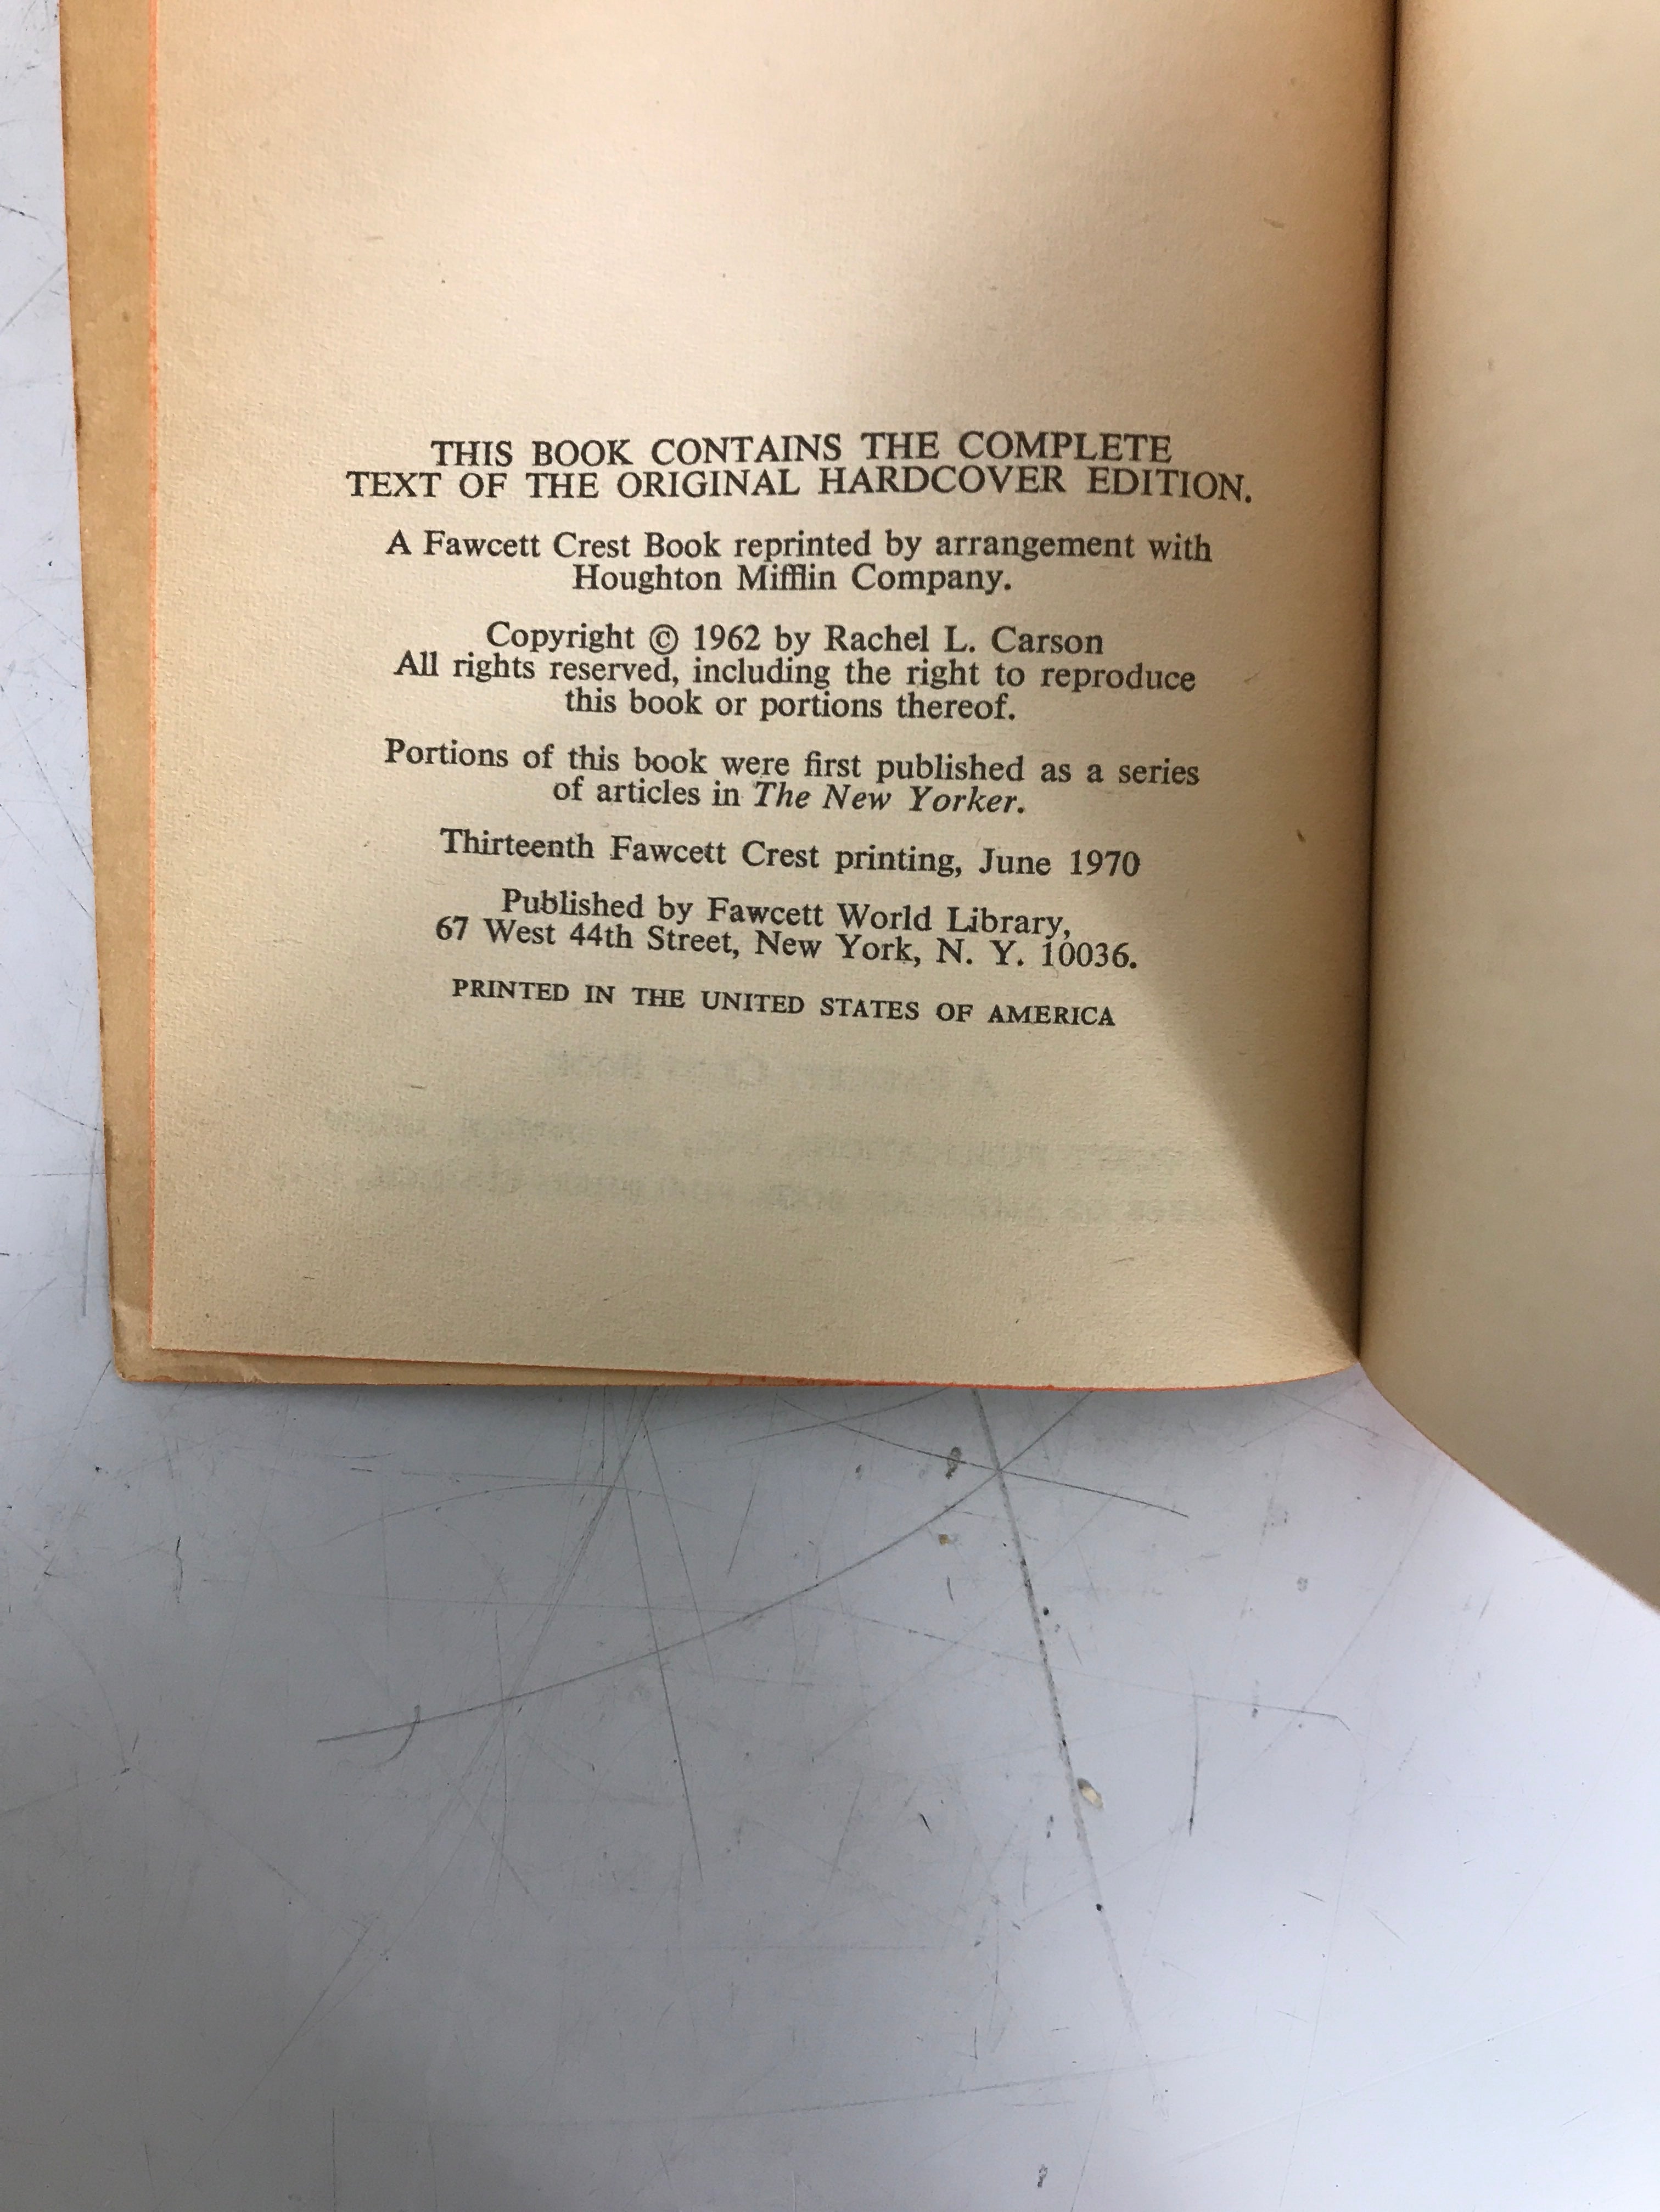 THIS BOOK CONTAINS THE COMPLETE
TEXT OF THE ORIGINAL HARDCOVER EDITION.
A Fawcett Crest Book reprinted by arrangement with
Houghton Mifflin Company.
Copyright © 1962 by Rachel L. Carson
All rights reserved, including the right to reproduce
this book or portions thereof.
Portions of this book were first published as a series
of articles in The New Yorker.
Thirteenth Fawcett Crest printing, June 1970
Published by Fawcett World Library,
67 West 44th Street, New York, N. Y. 10036.
PRINTED IN THE UNITED STATES OF AMERICA